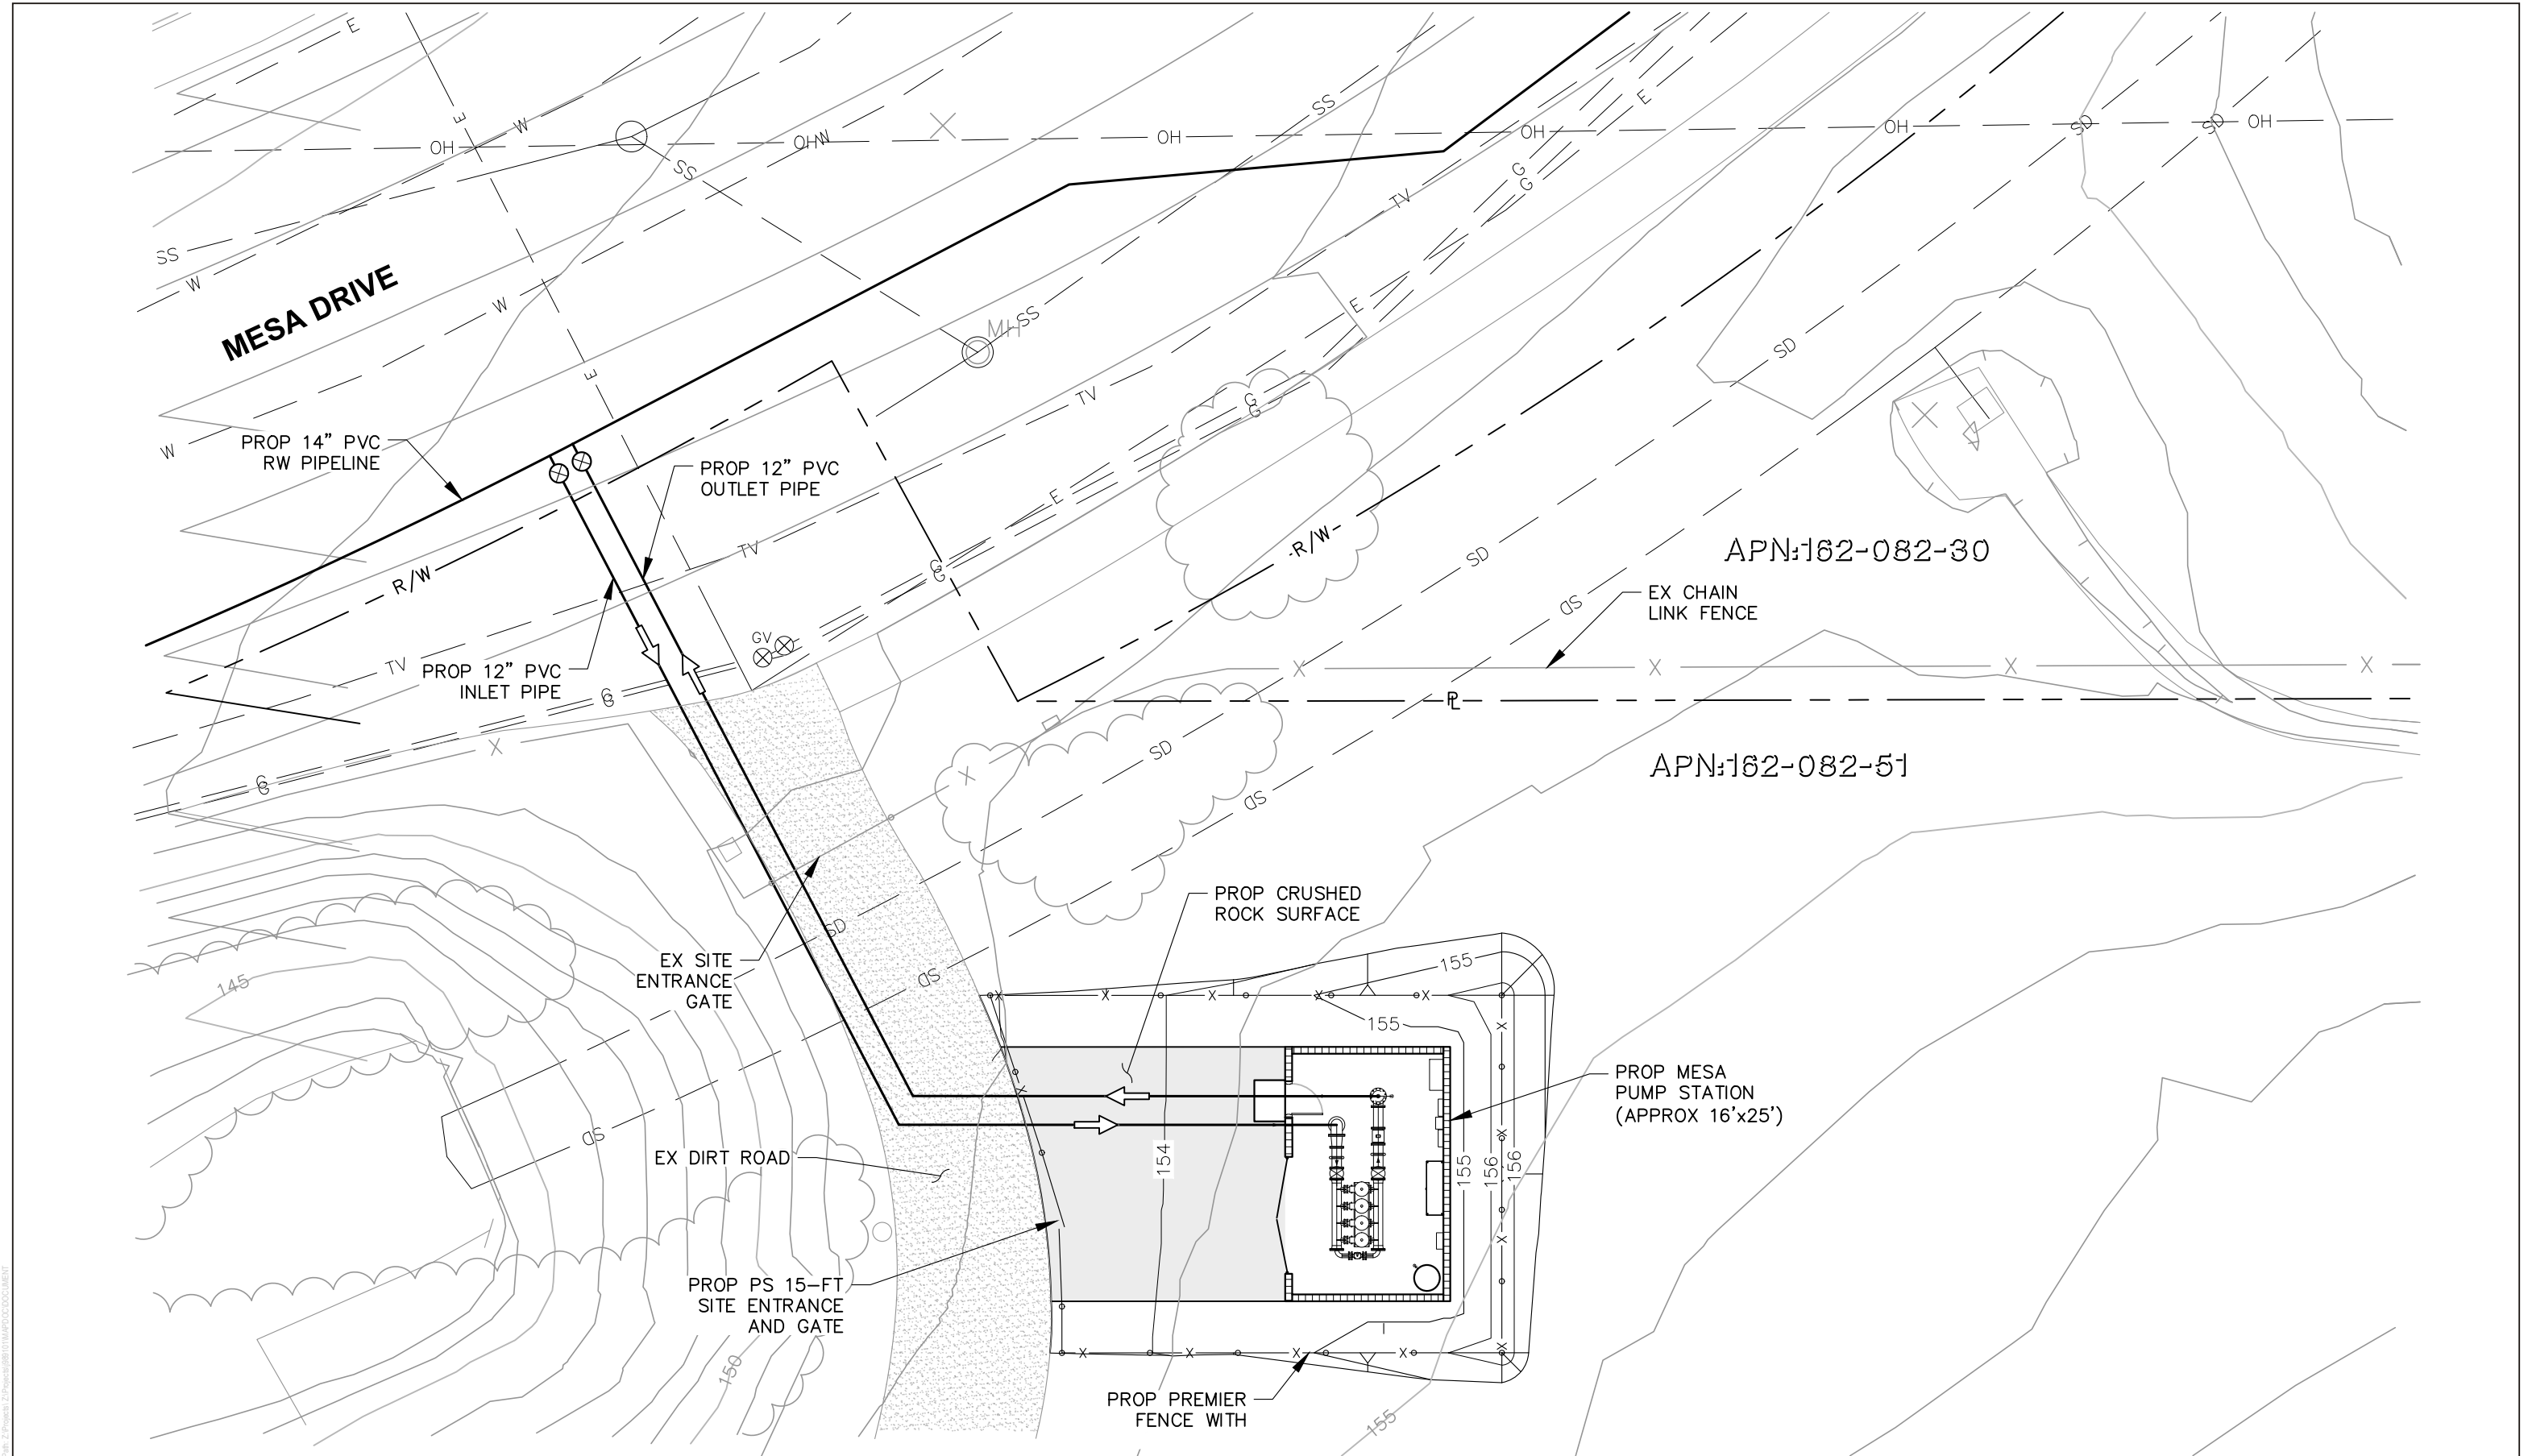 E
E
W
OH
OH
W
X
OH
SS
OH
E
OH
SD
SD
OH
SS
G
G
TV
SS
W
MESA DRIVE
W
E
MH
SS
E
SD
TV
G
G
W
PROP 14” PVC
RW PIPELINE
PROP 12” PVC
OUTLET PIPE
E
R/W
TV
R/W
SD
APN:162-082-30
G
G
EX CHAIN
LINK FENCE
SD
GV
TV
PROP 12” PVC
INLET PIPE
G
G
X
X
X
X
PL
X
SD
X
APN:162-082-51
G
G
SD
PROP CRUSHED
ROCK SURFACE
SD
EX SITE
ENTRANCE
GATE
SD
145
155
X
X
X
X
X
155
X
PROP MESA
PUMP STATION
(APPROX 16’x25’)
X
SD
EX DIRT ROAD
154
155
156
156
X
X
PROP PS 15-FT
SITE ENTRANCE
AND GATE
X
X
X
X
X
150
PROP PREMIER
FENCE WITH
155